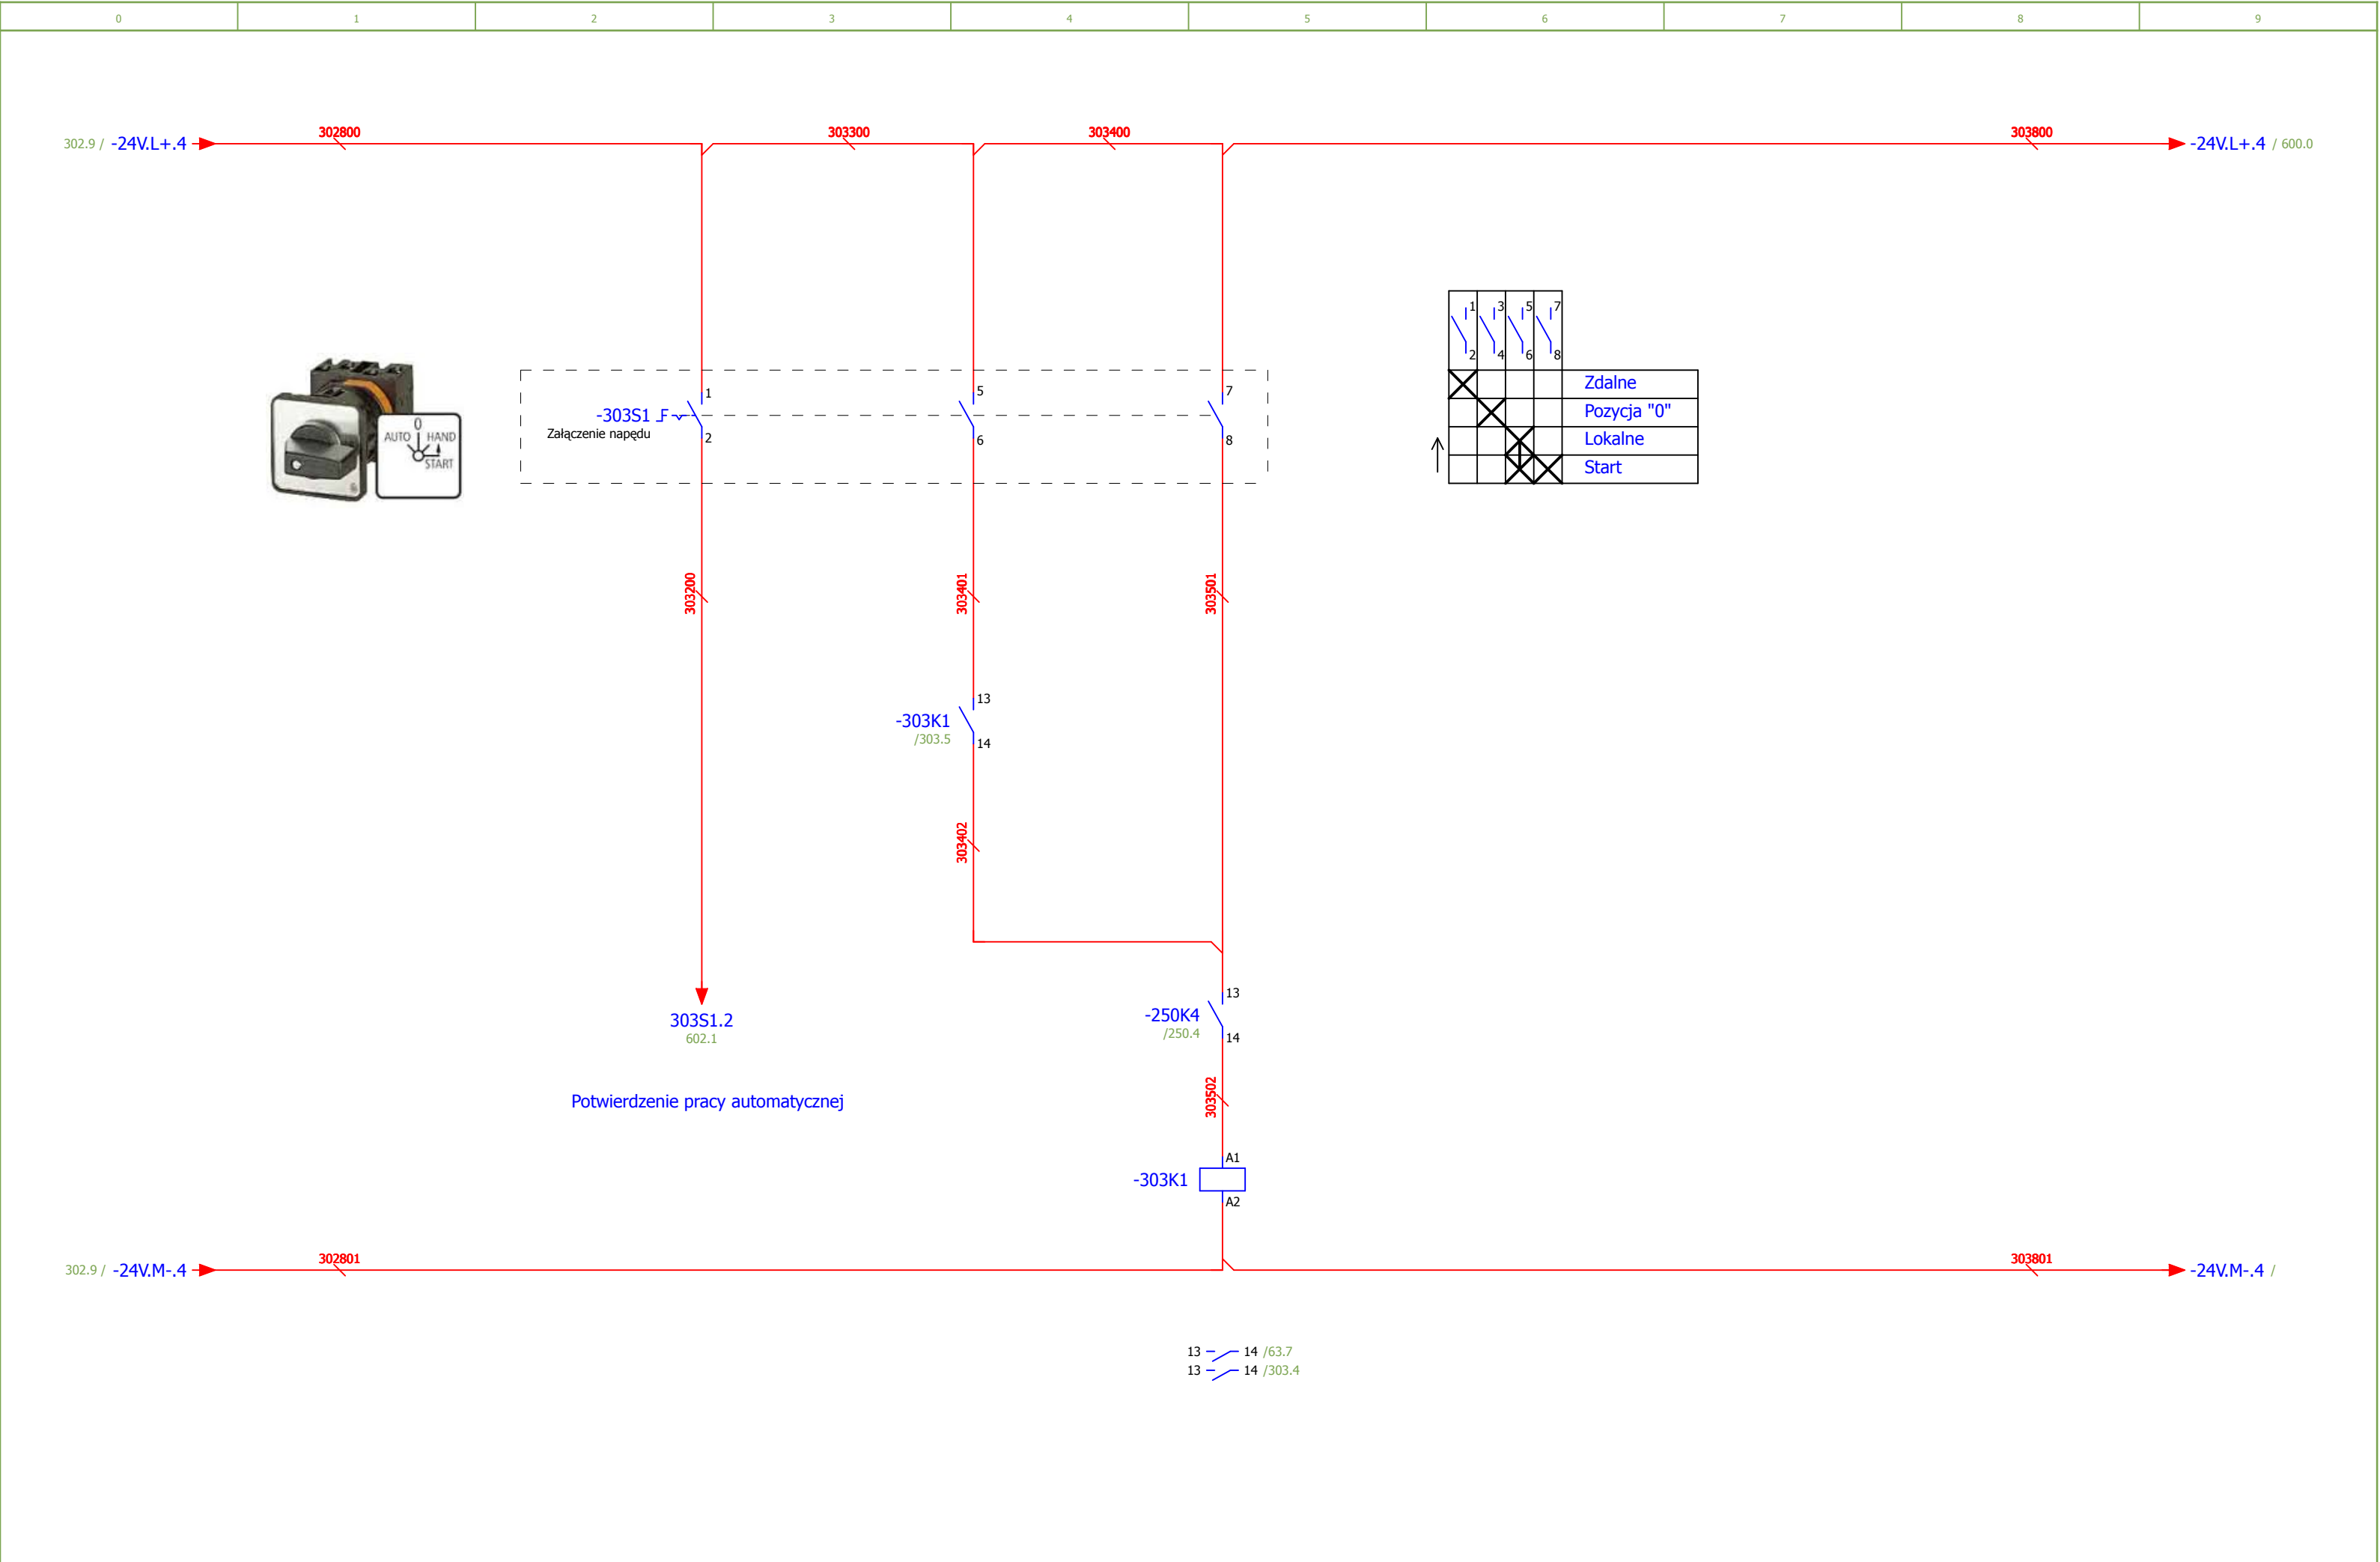 0 1 2 3 4 5 6 7 8 9
302.9 / -24V.L+.4
302800
303300
303400
303800
-24V.L+.4 / 600.0
1 3 5 7
2 4 6 8
Zdalne
Pozycja "0"
Lokalne
Start
0
AUTO HAND
START
-303S1
Załączenie napędu
1
2
5
6
7
8
303200
303401
303501
-303K1
/303.5
13
14
303402
303S1.2
602.1
Potwierdzenie pracy automatycznej
-250K4
/250.4
13
14
303502
-303K1
A1
A2
302.9 / -24V.M-.4
302801
303801
-24V.M-.4 /
13 14 /63.7
13 14 /303.4